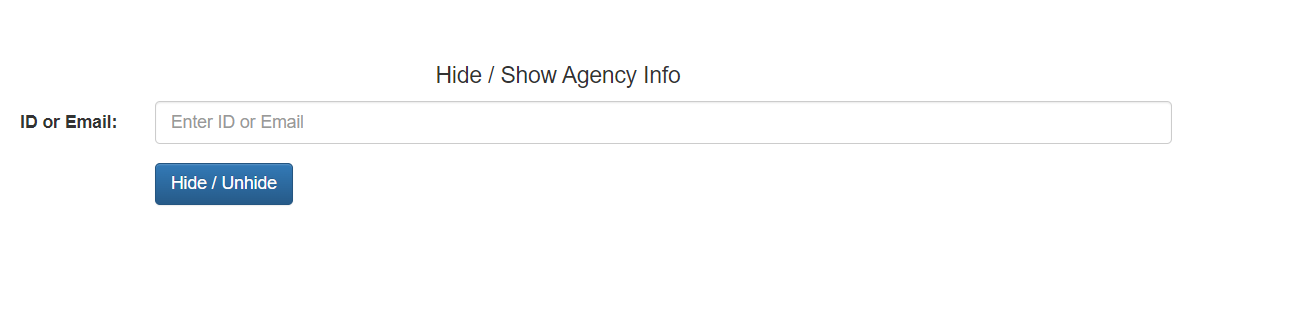 Hide / Show Agency Info
ID or Email:
Enter ID or Email
Hide / Unhide